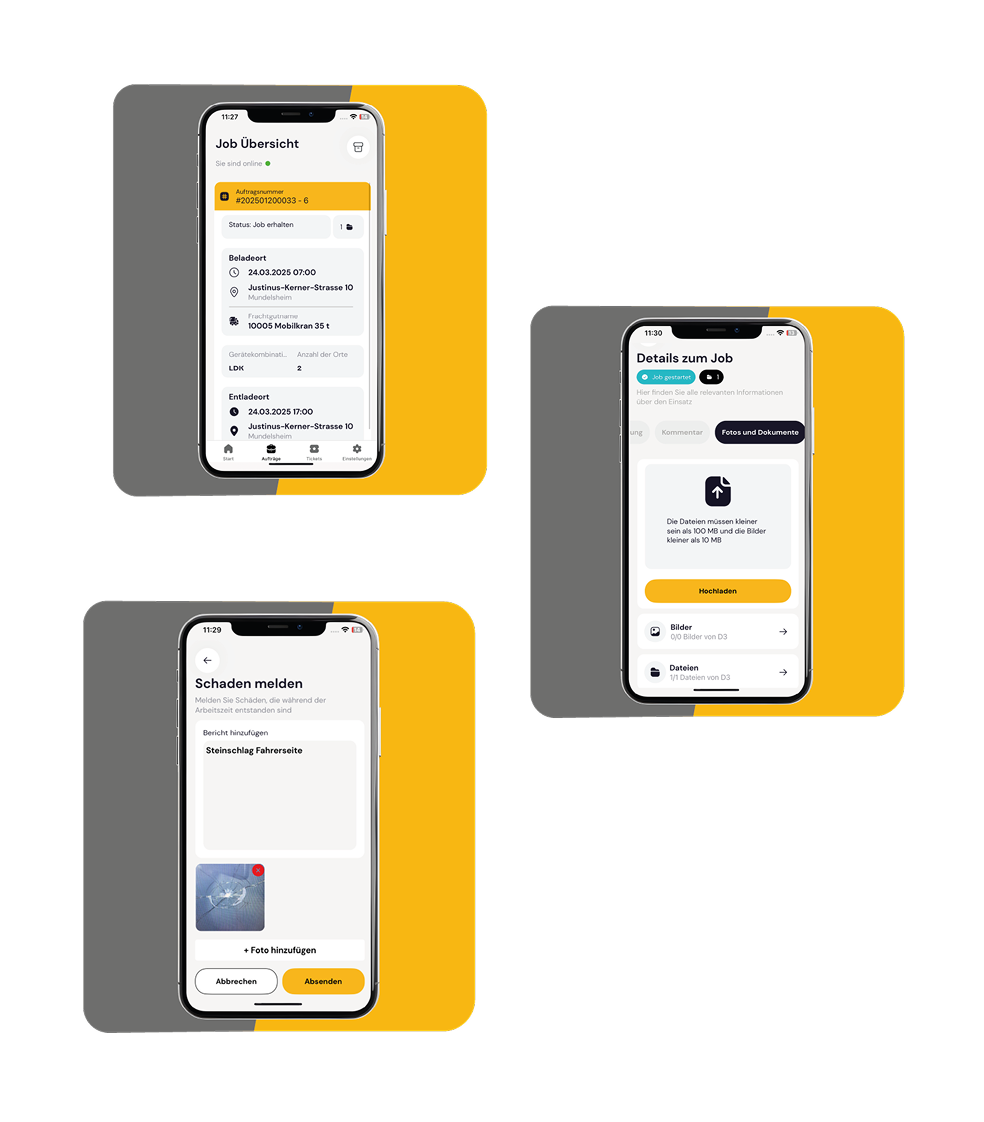 11:27
54
Job Übersicht
Sie sind online
Auftragsnummer
#202501200033 - 6
Status: Job erhalten
1
Beladeort
24.03.2025 07:00
Justinus-Kerner-Strasse 10
Mundelsheim
Frachtgutname
10005 Mobilkran 35 t
Gerätekombinati... Anzahl der Orte
LDK 2
Entladeort
24.03.2025 17:00
Justinus-Kerner-Strasse 10
Mundelsheim
Start Aufträge Tickets Einstellungen
11:30
53
Details zum Job
Job gestartet 1
Hier finden Sie alle relevanten Informationen
über den Einsatz
ung Kommentar Fotos und Dokumente
Die Dateien müssen kleiner
sein als 100 MB und die Bilder
kleiner als 10 MB
Hochladen
Bilder
0/0 Bilder von D3
Dateien
1/1 Dateien von D3
11:29
54
Schaden melden
Melden Sie Schäden, die während der
Arbeitszeit entstanden sind
Bericht hinzufügen
Steinschlag Fahrerseite
+ Foto hinzufügen
Abbrechen Absenden